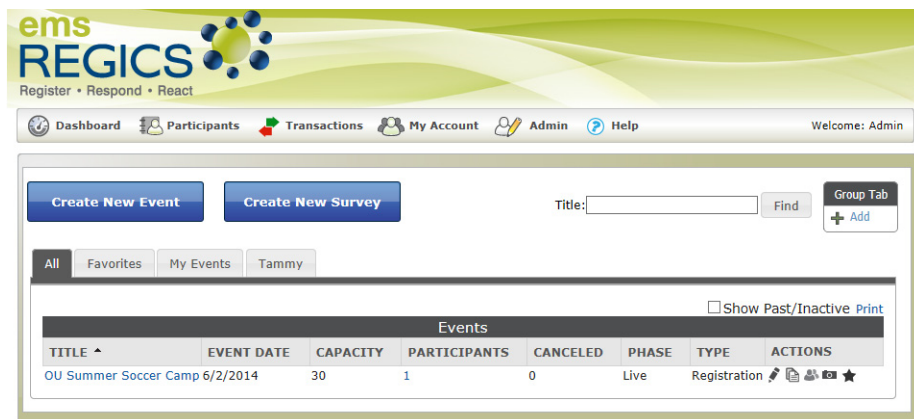 ems
REGICS
Register • Respond • React
Dashboard Participants Transactions My Account Admin Help Welcome: Admin
Create New Event Create New Survey Title: Find Group Tab
Add
All Favorites My Events Tammy
Show Past/Inactive Print
Events
TITLE EVENT DATE CAPACITY PARTICIPANTS CANCELED PHASE TYPE ACTIONS
OU Summer Soccer Camp 6/2/2014 30 1 0 Live Registration